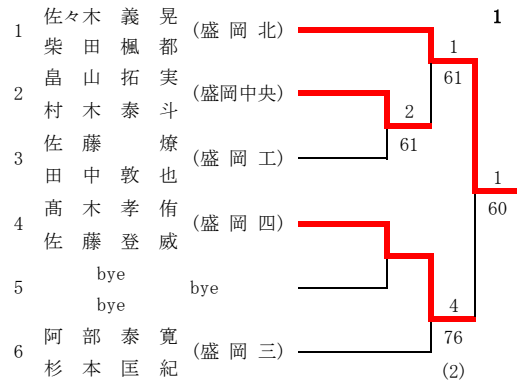 1
1 佐々木 義 晃 (盛 岡 北)
柴 田 楓 都
1
61
2 畠 山 拓 実 (盛岡中央)
村 木 泰 斗
2
61
3 佐 藤 燎 (盛 岡 工)
田 中 敦 也
1
60
4 髙 木 孝 侑 (盛 岡 四)
佐 藤 登 威
5 bye bye
bye
4
76
(2)
6 阿 部 泰 寛 (盛 岡 三)
杉 本 匡 紀